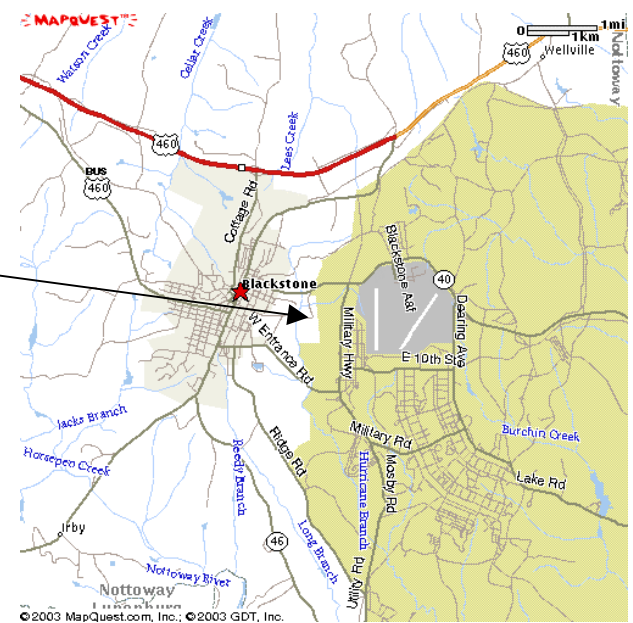 MAPQUEST
0 1mi
1km
Watson Creek
Cellar Creek
460
Wellville
Nottoway
460
Lees Creek
BUS
460
Cottage Rd
Blackstone Aaf
40
Blackstone
Dearing Ave
Military Hwy
W Entrance Rd
E 10th St
Jacks Branch
Military Rd
Burchin Creek
Horsepen Creek
Ridge Rd
Reedy Branch
Hurricane Branch
Mosby Rd
Lake Rd
Irby
46
Long Branch
Nottoway River
Utility Rd
Nottoway
Lunenburg
©2003 MapQuest.com, Inc.; ©2003 GDT, Inc.